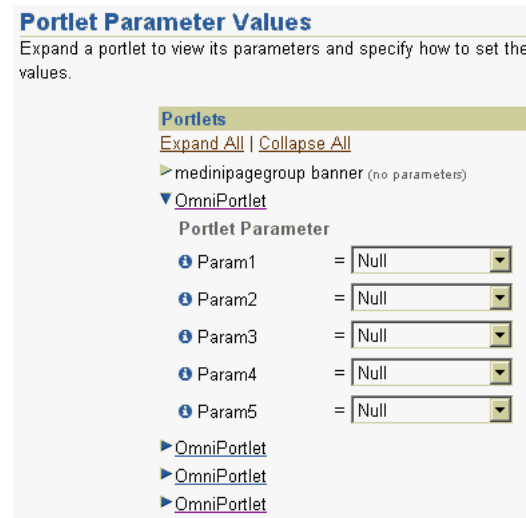 Portlet Parameter Values
Expand a portlet to view its parameters and specify how to set the
values.
Portlets
Expand All | Collapse All
medinipagegroup banner (no parameters)
OmniPortlet
Portlet Parameter
Param1 = Null
Param2 = Null
Param3 = Null
Param4 = Null
Param5 = Null
OmniPortlet
OmniPortlet
OmniPortlet